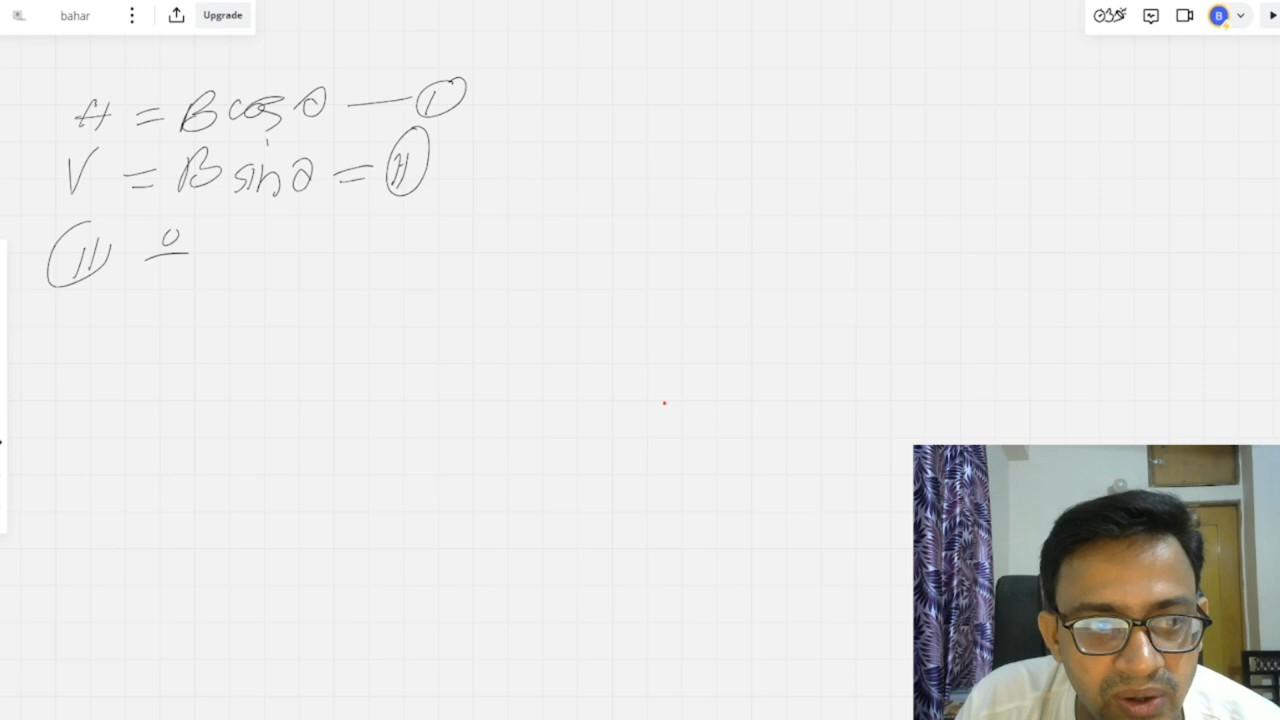 bahar Upgrade B
H = B cos θ — I
V = B sin θ = II
II ÷